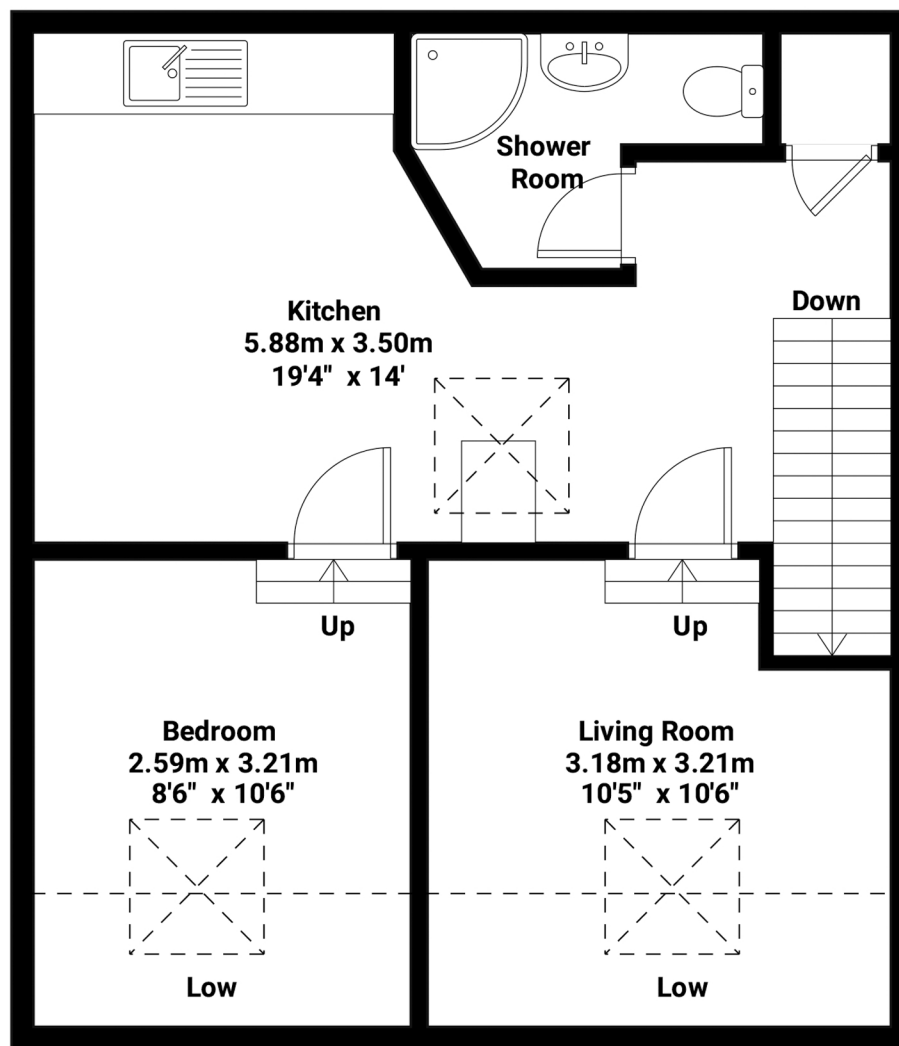 Shower
Room
Down
Kitchen
5.88m x 3.50m
19'4" x 14'
Up
Up
Bedroom
2.59m x 3.21m
8'6" x 10'6"
Living Room
3.18m x 3.21m
10'5" x 10'6"
Low
Low